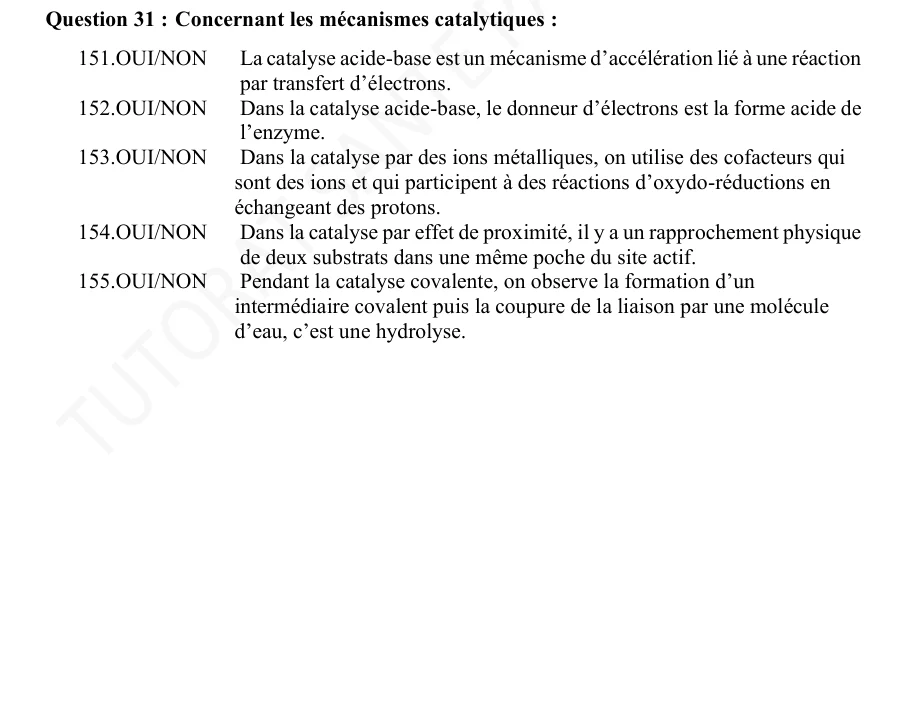 Question 31 : Concernant les mécanismes catalytiques :
151.OUI/NON La catalyse acide-base est un mécanisme d'accélération lié à une réaction
par transfert d'électrons.
152.OUI/NON Dans la catalyse acide-base, le donneur d'électrons est la forme acide de
l'enzyme.
153.OUI/NON Dans la catalyse par des ions métalliques, on utilise des cofacteurs qui
sont des ions et qui participent à des réactions d'oxydo-réductions en
échangeant des protons.
154.OUI/NON Dans la catalyse par effet de proximité, il y a un rapprochement physique
de deux substrats dans une même poche du site actif.
155.OUI/NON Pendant la catalyse covalente, on observe la formation d'un
intermédiaire covalent puis la coupure de la liaison par une molécule
d'eau, c'est une hydrolyse.